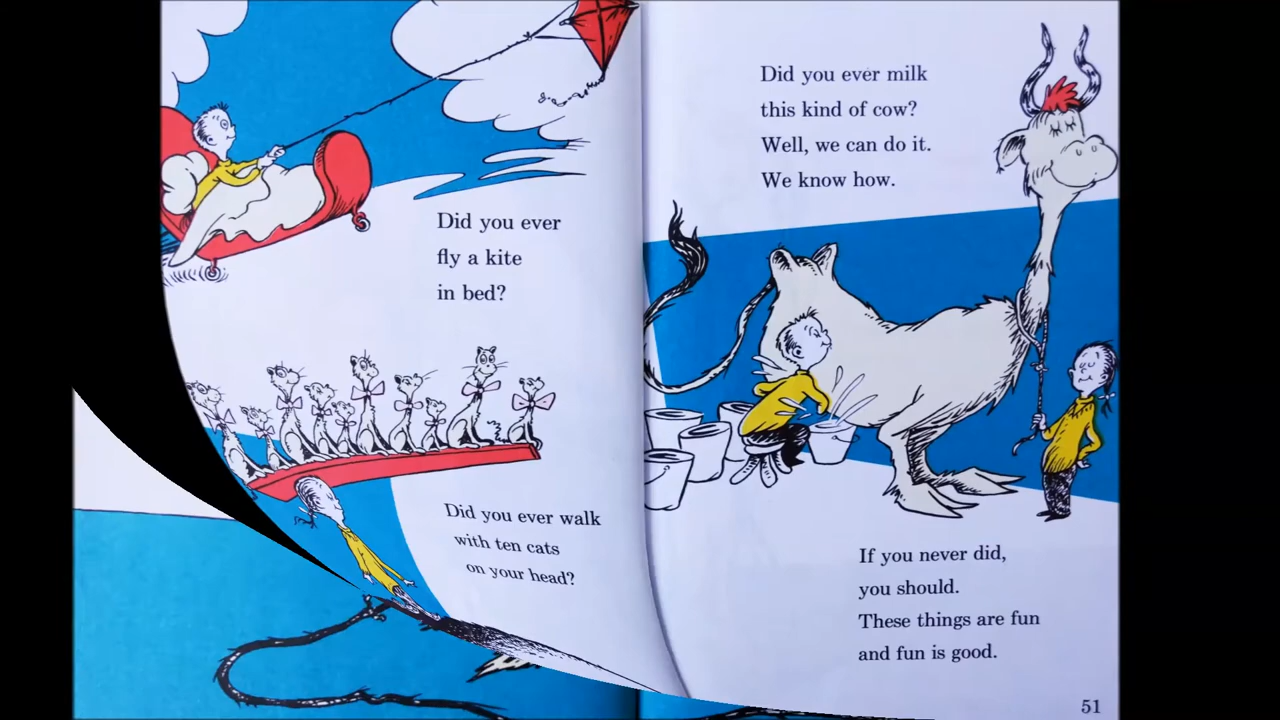 Did you ever
fly a kite
in bed?
Did you ever walk
with ten cats
on your head?
Did you ever milk
this kind of cow?
Well, we can do it.
We know how.
If you never did,
you should.
These things are fun
and fun is good.
51